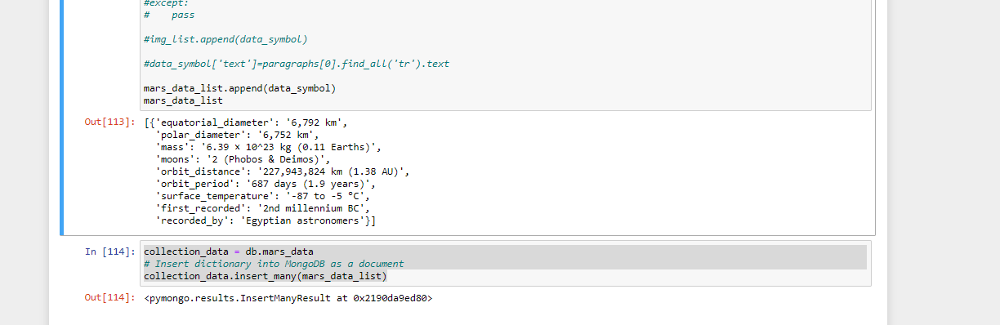 #except:
#    pass
#img_list.append(data_symbol)
#data_symbol['text']=paragraphs[0].find_all('tr').text
mars_data_list.append(data_symbol)
mars_data_list
Out[113]: [{'equatorial_diameter': '6,792 km',
'polar_diameter': '6,752 km',
'mass': '6.39 × 10^23 kg (0.11 Earths)',
'moons': '2 (Phobos & Deimos)',
'orbit_distance': '227,943,824 km (1.38 AU)',
'orbit_period': '687 days (1.9 years)',
'surface_temperature': '-87 to -5 °C',
'first_recorded': '2nd millennium BC',
'recorded_by': 'Egyptian astronomers'}]
In [114]: collection_data = db.mars_data
# Insert dictionary into MongoDB as a document
collection_data.insert_many(mars_data_list)
Out[114]: <pymongo.results.InsertManyResult at 0x2190da9ed80>